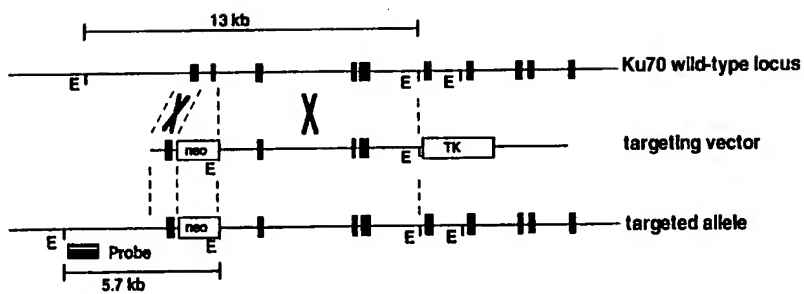 13 kb
E E E Ku70 wild-type locus
neo E E TK targeting vector
neo targeted allele
E E E E
Probe
5.7 kb